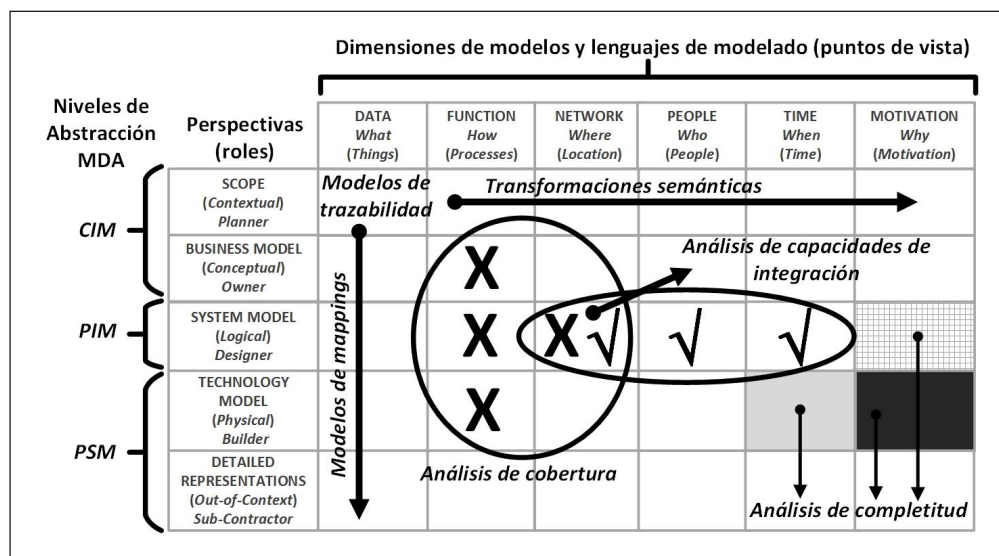 Dimensiones de modelos y lenguajes de modelado (puntos de vista)
Niveles de
Abstracción
MDA
Perspectivas
(roles)
DATA
What
(Things)
FUNCTION
How
(Processes)
NETWORK
Where
(Location)
PEOPLE
Who
(People)
TIME
When
(Time)
MOTIVATION
Why
(Motivation)
CIM
SCOPE
(Contextual)
Planner
Modelos de
trazabilidad
Transformaciones semánticas
BUSINESS MODEL
(Conceptual)
Owner
X
Análisis de capacidades de
integración
PIM
SYSTEM MODEL
(Logical)
Designer
X
X √
√
√
Modelos de mappings
PSM
TECHNOLOGY
MODEL
(Physical)
Builder
X
DETAILED
REPRESENTATIONS
(Out-of-Context)
Sub-Contractor
Análisis de cobertura
Análisis de completitud